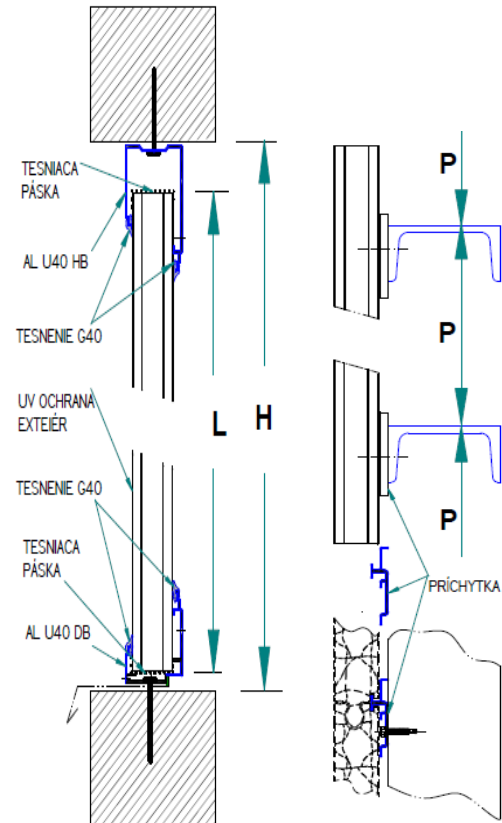 TESNIACA
PÁSKA
AL U40 HB
TESNENIE G40
UV OCHRANA
EXTEIÉR
TESNENIE G40
TESNIACA
PÁSKA
AL U40 DB
L
H
P
P
P
PRÍCHYTKA